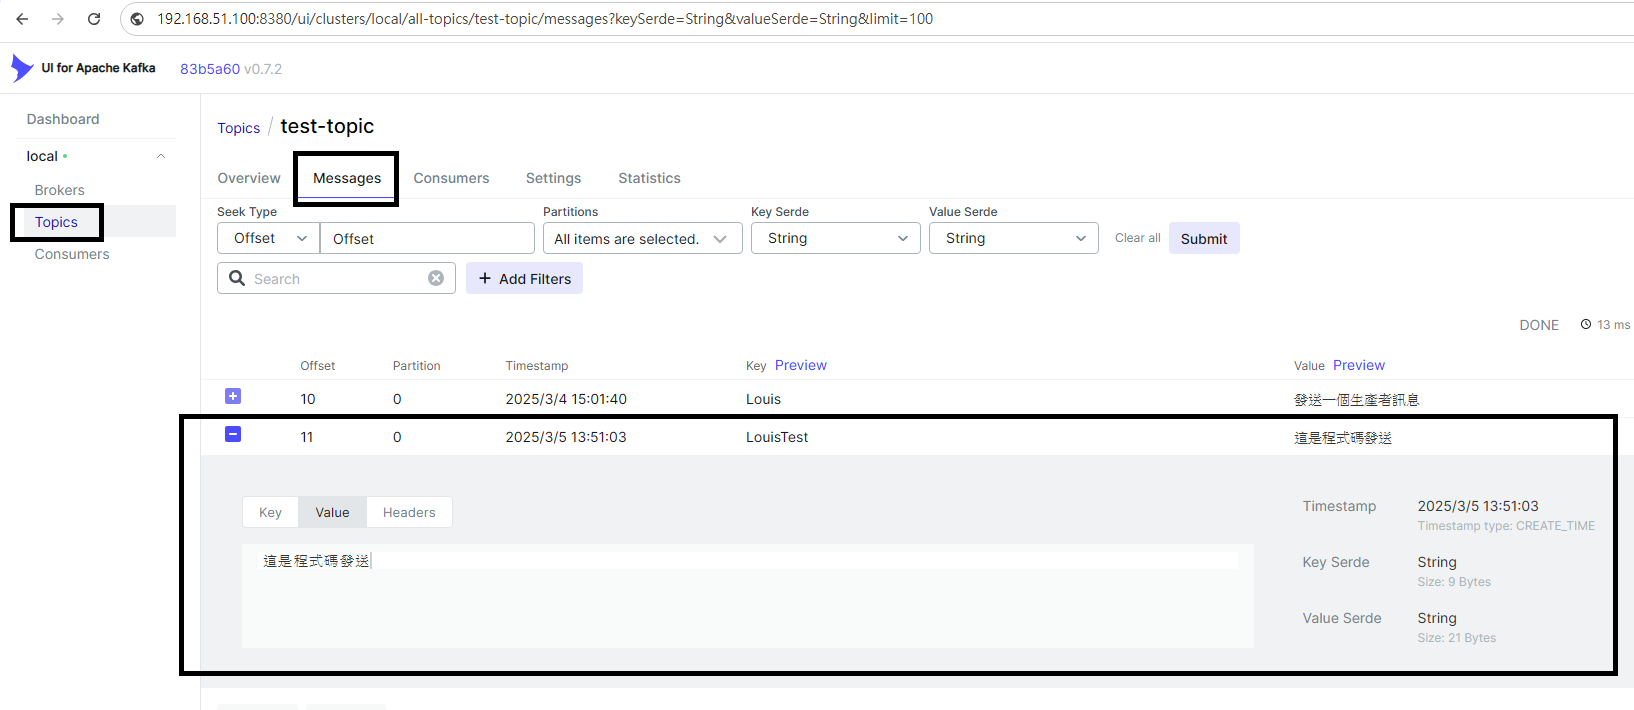 192.168.51.100:8380/ui/clusters/local/all-topics/test-topic/messages?keySerde=String&valueSerde=String&limit=100
UI for Apache Kafka 83b5a60 v0.7.2
Dashboard
local
Brokers
Topics
Consumers
Topics / test-topic
Overview Messages Consumers Settings Statistics
Seek Type Partitions Key Serde Value Serde
Offset Offset All items are selected. String String Clear all Submit
Search + Add Filters
DONE 13 ms
Offset Partition Timestamp Key Preview Value Preview
10 0 2025/3/4 15:01:40 Louis 發送一個生產者訊息
11 0 2025/3/5 13:51:03 LouisTest 這是程式碼發送
Key Value Headers
這是程式碼發送
Timestamp 2025/3/5 13:51:03
Timestamp type: CREATE_TIME
Key Serde String
Size: 9 Bytes
Value Serde String
Size: 21 Bytes